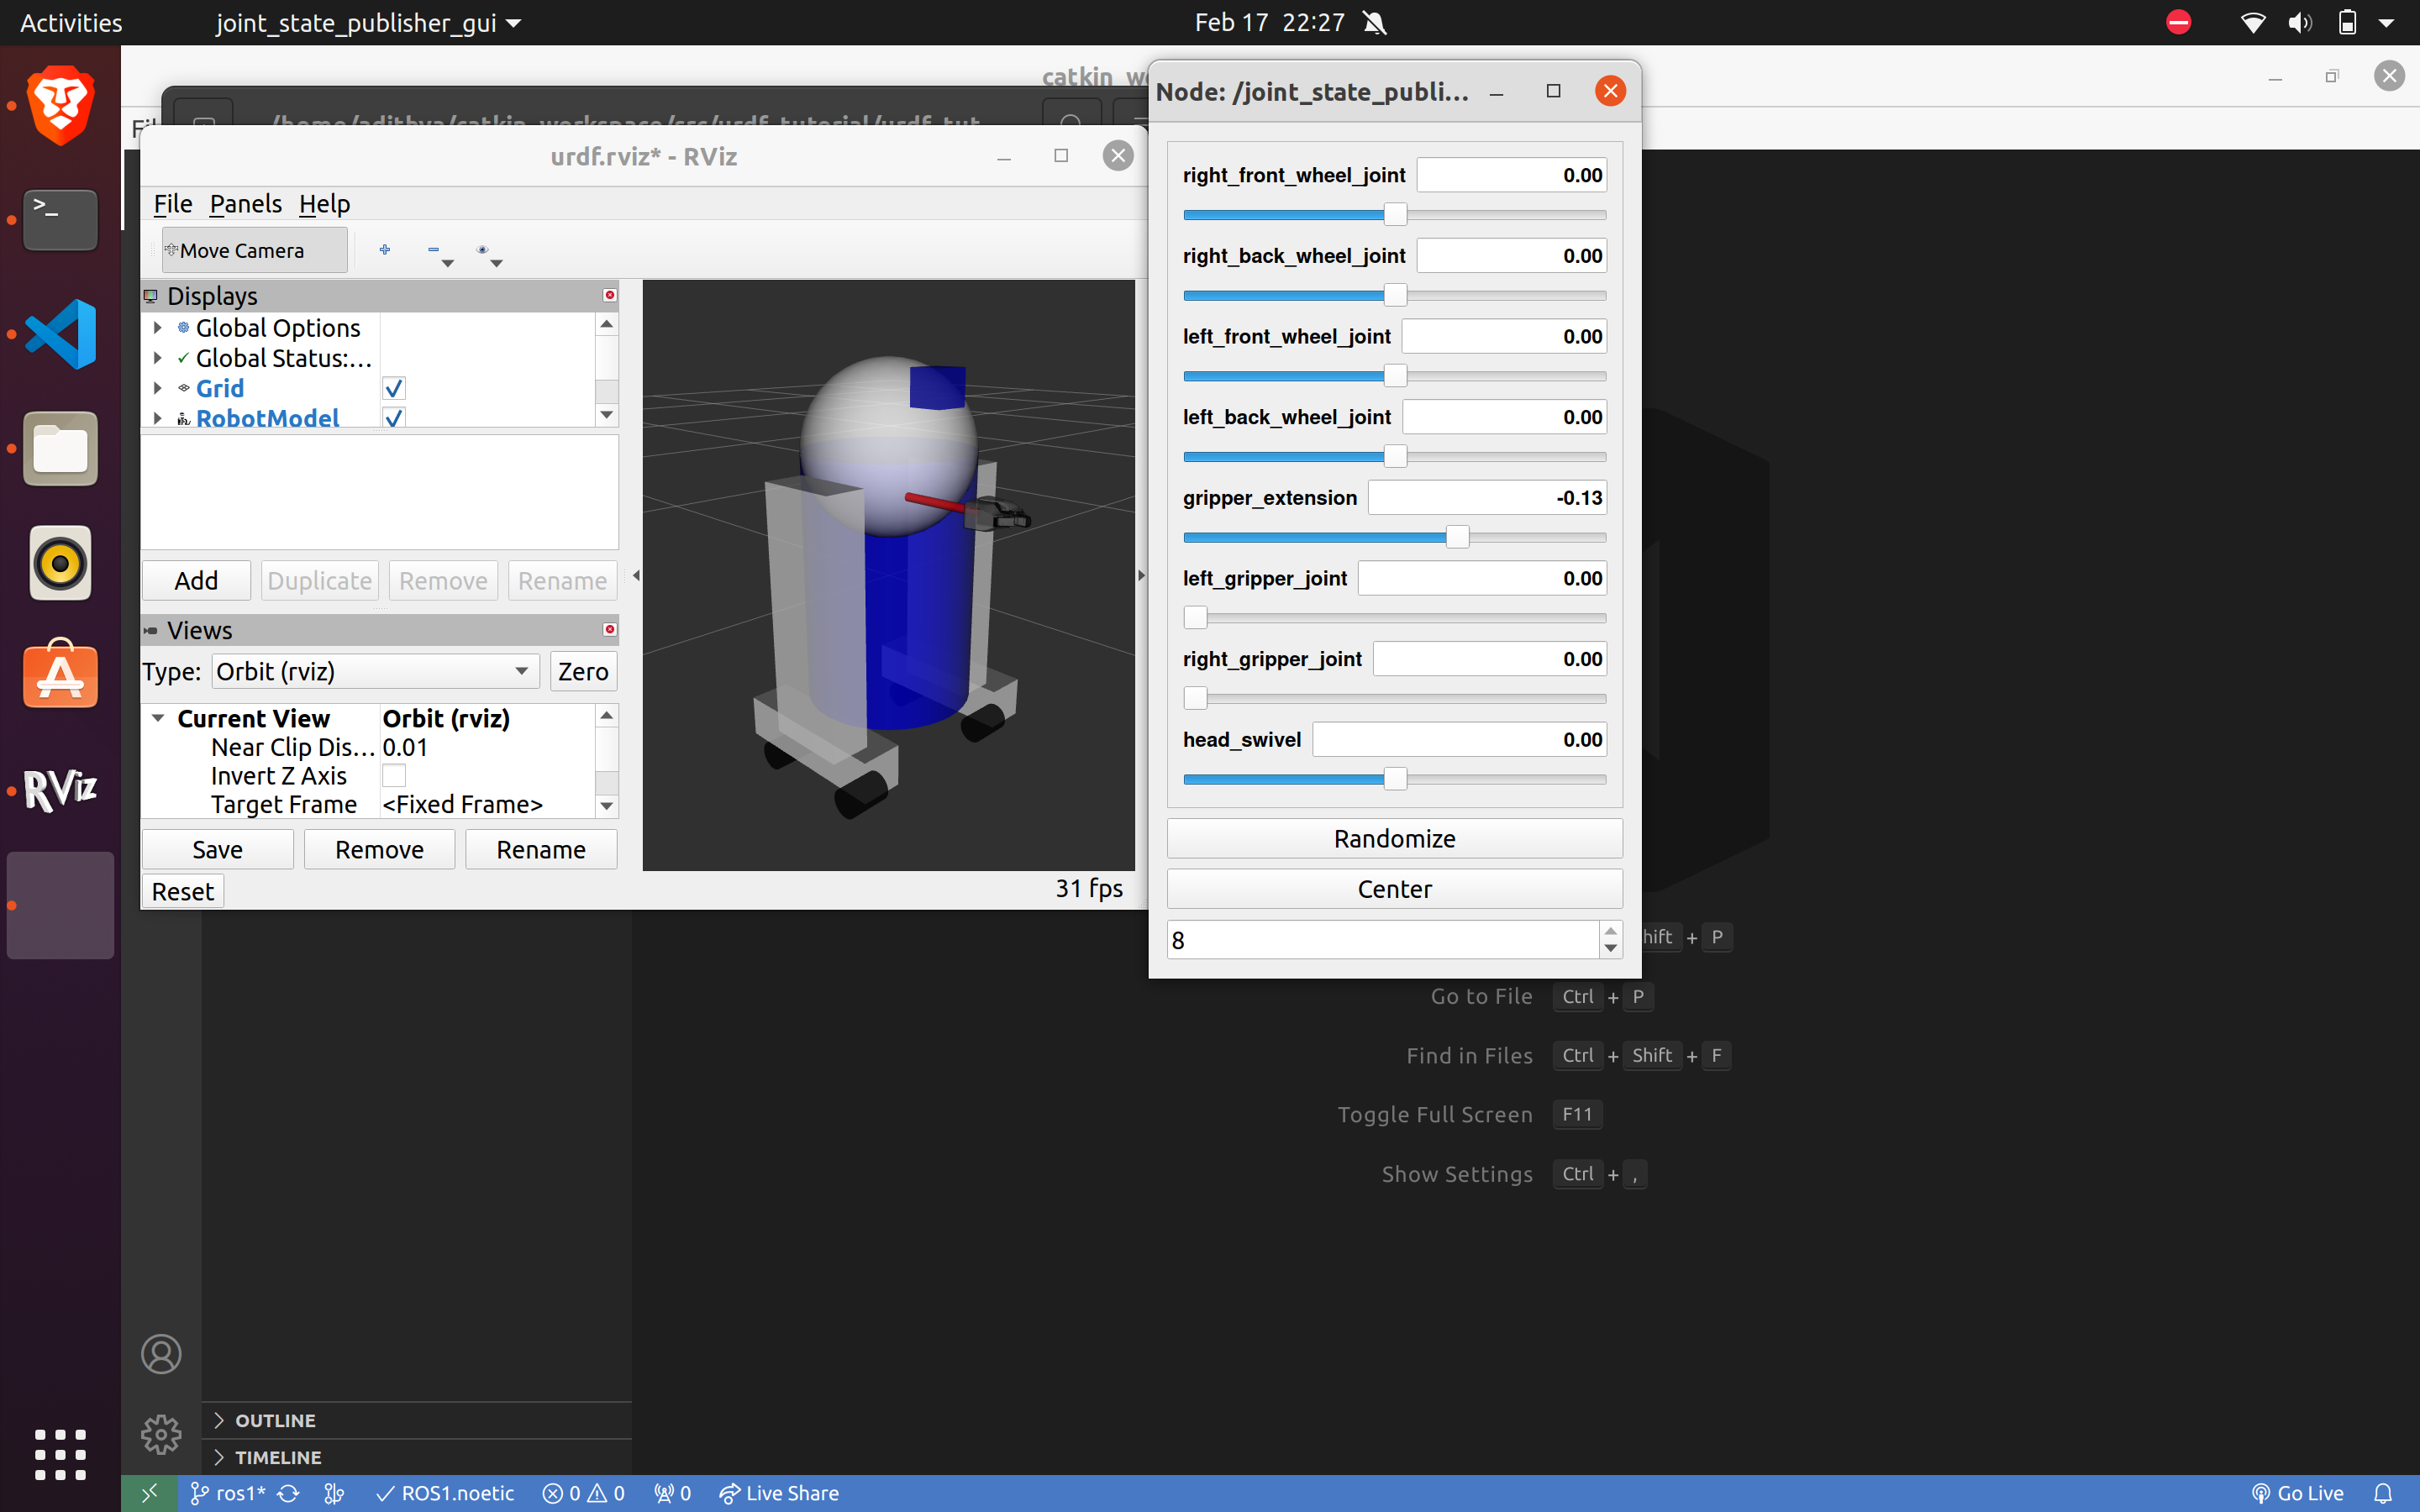 Activities
joint_state_publisher_gui
Feb 17 22:27
catkin_w
Node: /joint_state_publi...
Fil
/home/adithya/catkin_workspace/src/urdf_tutorial/urdf_tut
urdf.rviz* - RViz
File Panels Help
Move Camera
Displays
Global Options
Global Status:...
Grid
RobotModel
Add
Duplicate
Remove
Rename
Views
Type:
Orbit (rviz)
Zero
Current View
Orbit (rviz)
Near Clip Dis...
0.01
Invert Z Axis
Target Frame
<Fixed Frame>
Save
Remove
Rename
Reset
31 fps
right_front_wheel_joint
0.00
right_back_wheel_joint
0.00
left_front_wheel_joint
0.00
left_back_wheel_joint
0.00
gripper_extension
-0.13
left_gripper_joint
0.00
right_gripper_joint
0.00
head_swivel
0.00
Randomize
Center
8
hift + P
Go to File Ctrl + P
Find in Files Ctrl + Shift + F
Toggle Full Screen F11
Show Settings Ctrl + ,
RViz
OUTLINE
TIMELINE
ros1*
ROS1.noetic
0
0
0
Live Share
Go Live